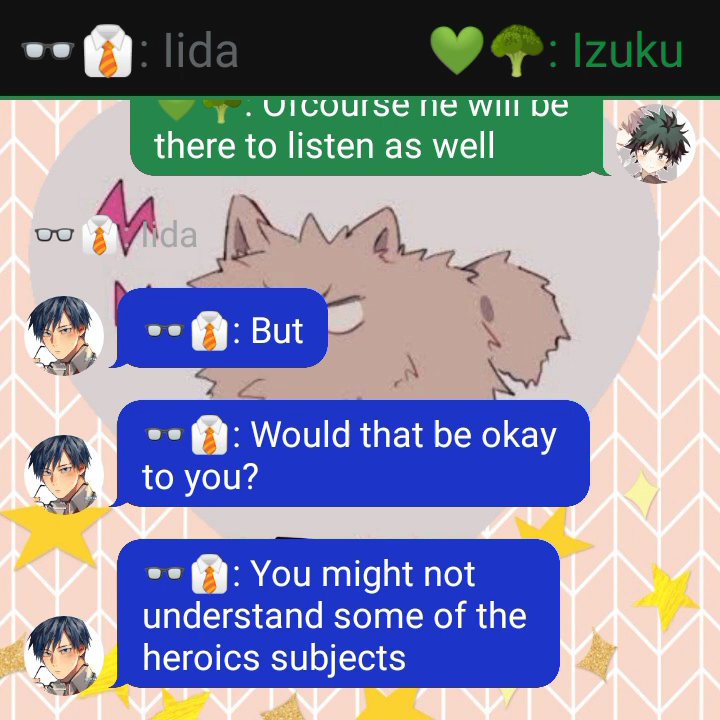 👓👔: Iida
💚🥦: Izuku
💚🥦: Ofcourse he will be
there to listen as well
👓👔: Iida
👓👔: But
👓👔: Would that be okay
to you?
👓👔: You might not
understand some of the
heroics subjects